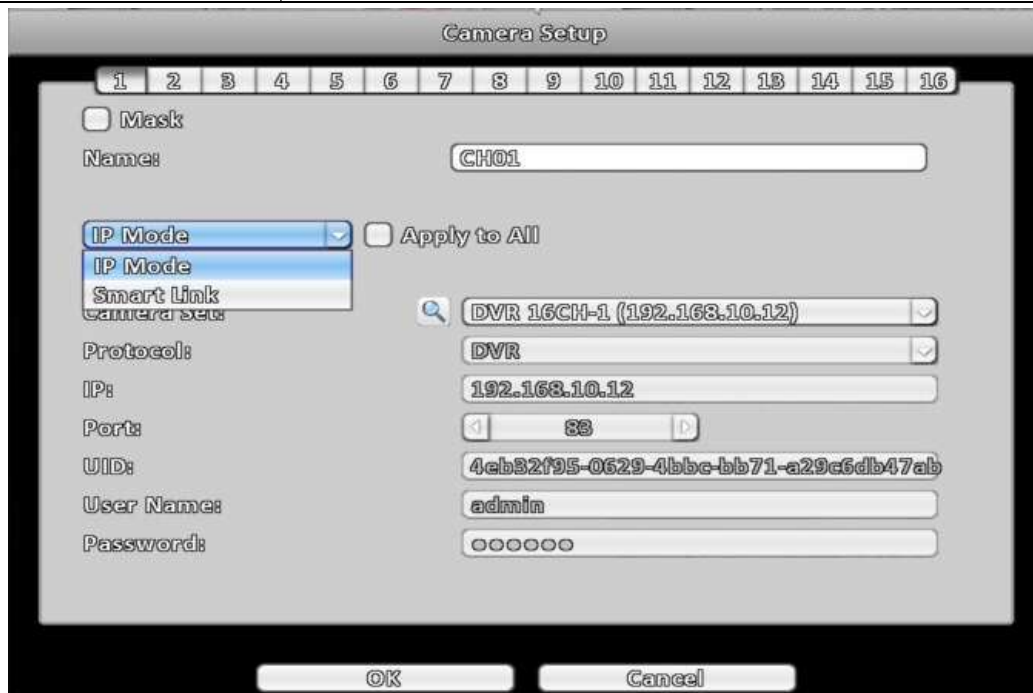 Camera Setup
1 2 3 4 5 6 7 8 9 10 11 12 13 14 15 16
Mask
Name: CH01
IP Mode Apply to All
IP Mode
Smart Link
Camera Set: DVR 16CH-1 (192.168.10.12)
Protocol: DVR
IP: 192.168.10.12
Port: 83
UID: 4eb32f95-0629-4bbc-bb71-a29c6db47ab
User Name: admin
Password:
OK Cancel